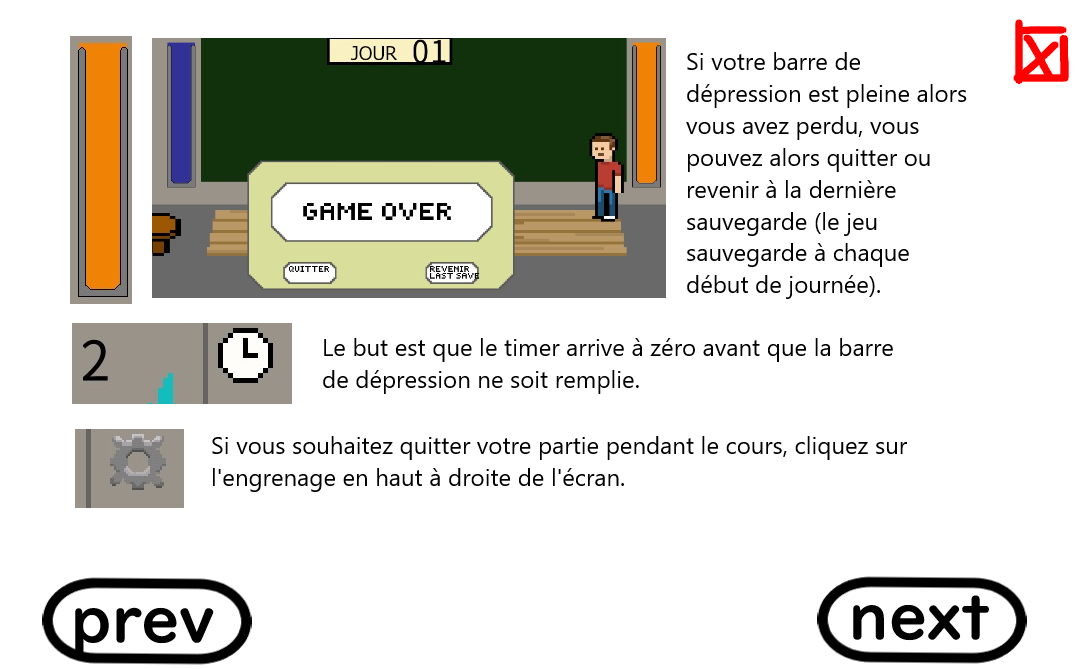 JOUR 01
GAME OVER
QUITTER
REVENIR
LAST SAVE
Si votre barre de
dépression est pleine alors
vous avez perdu, vous
pouvez alors quitter ou
revenir à la dernière
sauvegarde (le jeu
sauvegarde à chaque
début de journée).
2
Le but est que le timer arrive à zéro avant que la barre
de dépression ne soit remplie.
Si vous souhaitez quitter votre partie pendant le cours, cliquez sur
l'engrenage en haut à droite de l'écran.
prev
next